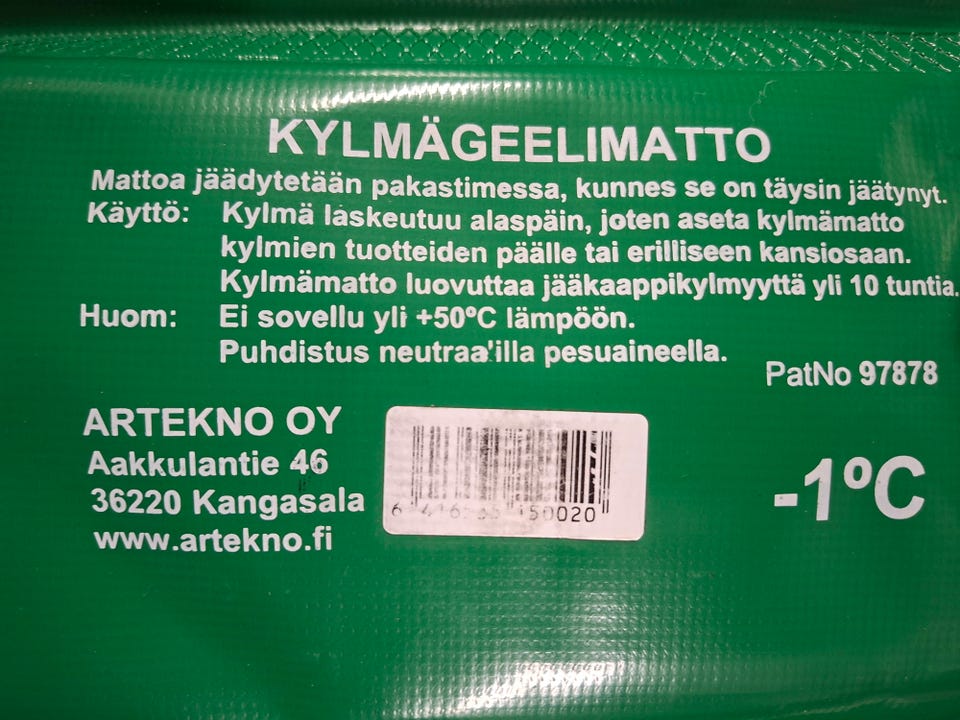 KYLMÄGEELIMATTO
Mattoa jäädytetään pakastimessa, kunnes se on täysin jäätynyt.
Käyttö: Kylmä laskeutuu alaspäin, joten aseta kylmämatto
kylmien tuotteiden päälle tai erilliseen kansiosaan.
Kylmämatto luovuttaa jääkaappikylmyyttä yli 10 tuntia.
Huom: Ei sovellu yli +50ºC lämpöön.
Puhdistus neutraa'illa pesuaineella.
PatNo 97878
ARTEKNO OY
Aakkulantie 46
36220 Kangasala
www.artekno.fi
-1ºC